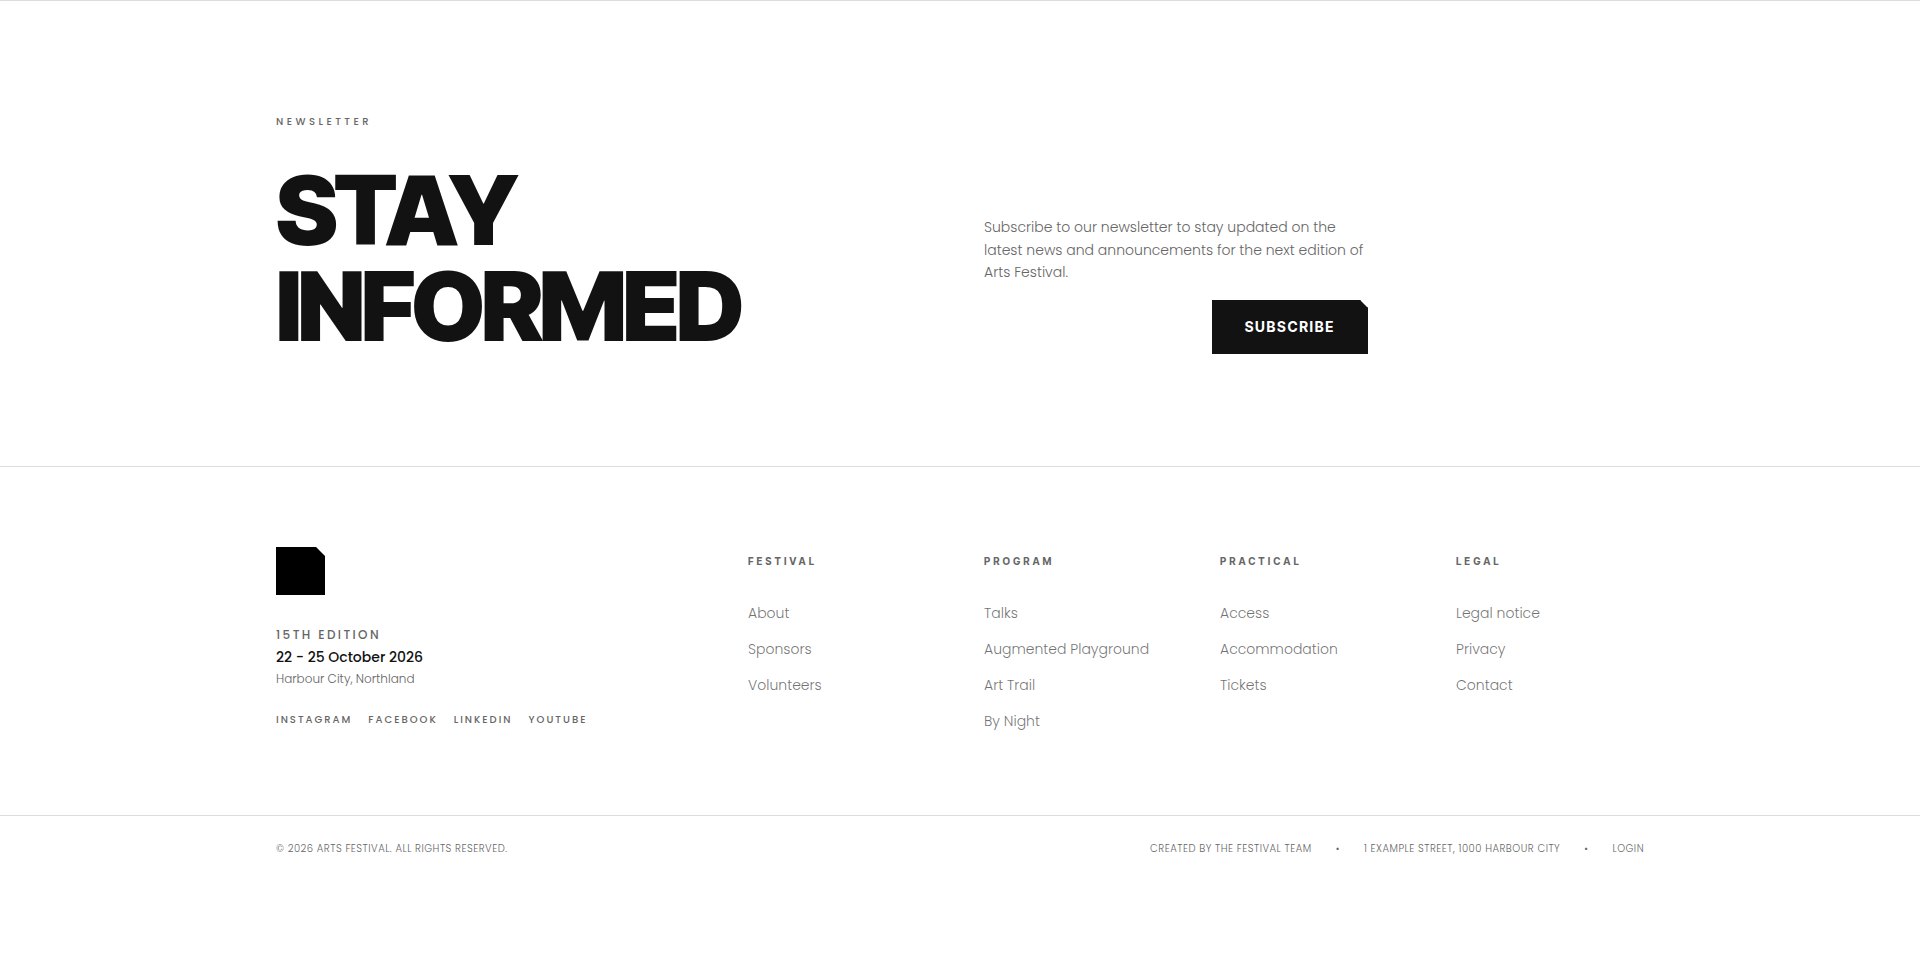 NEWSLETTER
STAY
INFORMED
Subscribe to our newsletter to stay updated on the
latest news and announcements for the next edition of
Arts Festival.
SUBSCRIBE
15TH EDITION
22 - 25 October 2026
Harbour City, Northland
INSTAGRAM FACEBOOK LINKEDIN YOUTUBE
FESTIVAL
About
Sponsors
Volunteers
PROGRAM
Talks
Augmented Playground
Art Trail
By Night
PRACTICAL
Access
Accommodation
Tickets
LEGAL
Legal notice
Privacy
Contact
© 2026 ARTS FESTIVAL. ALL RIGHTS RESERVED.
CREATED BY THE FESTIVAL TEAM • 1 EXAMPLE STREET, 1000 HARBOUR CITY • LOGIN